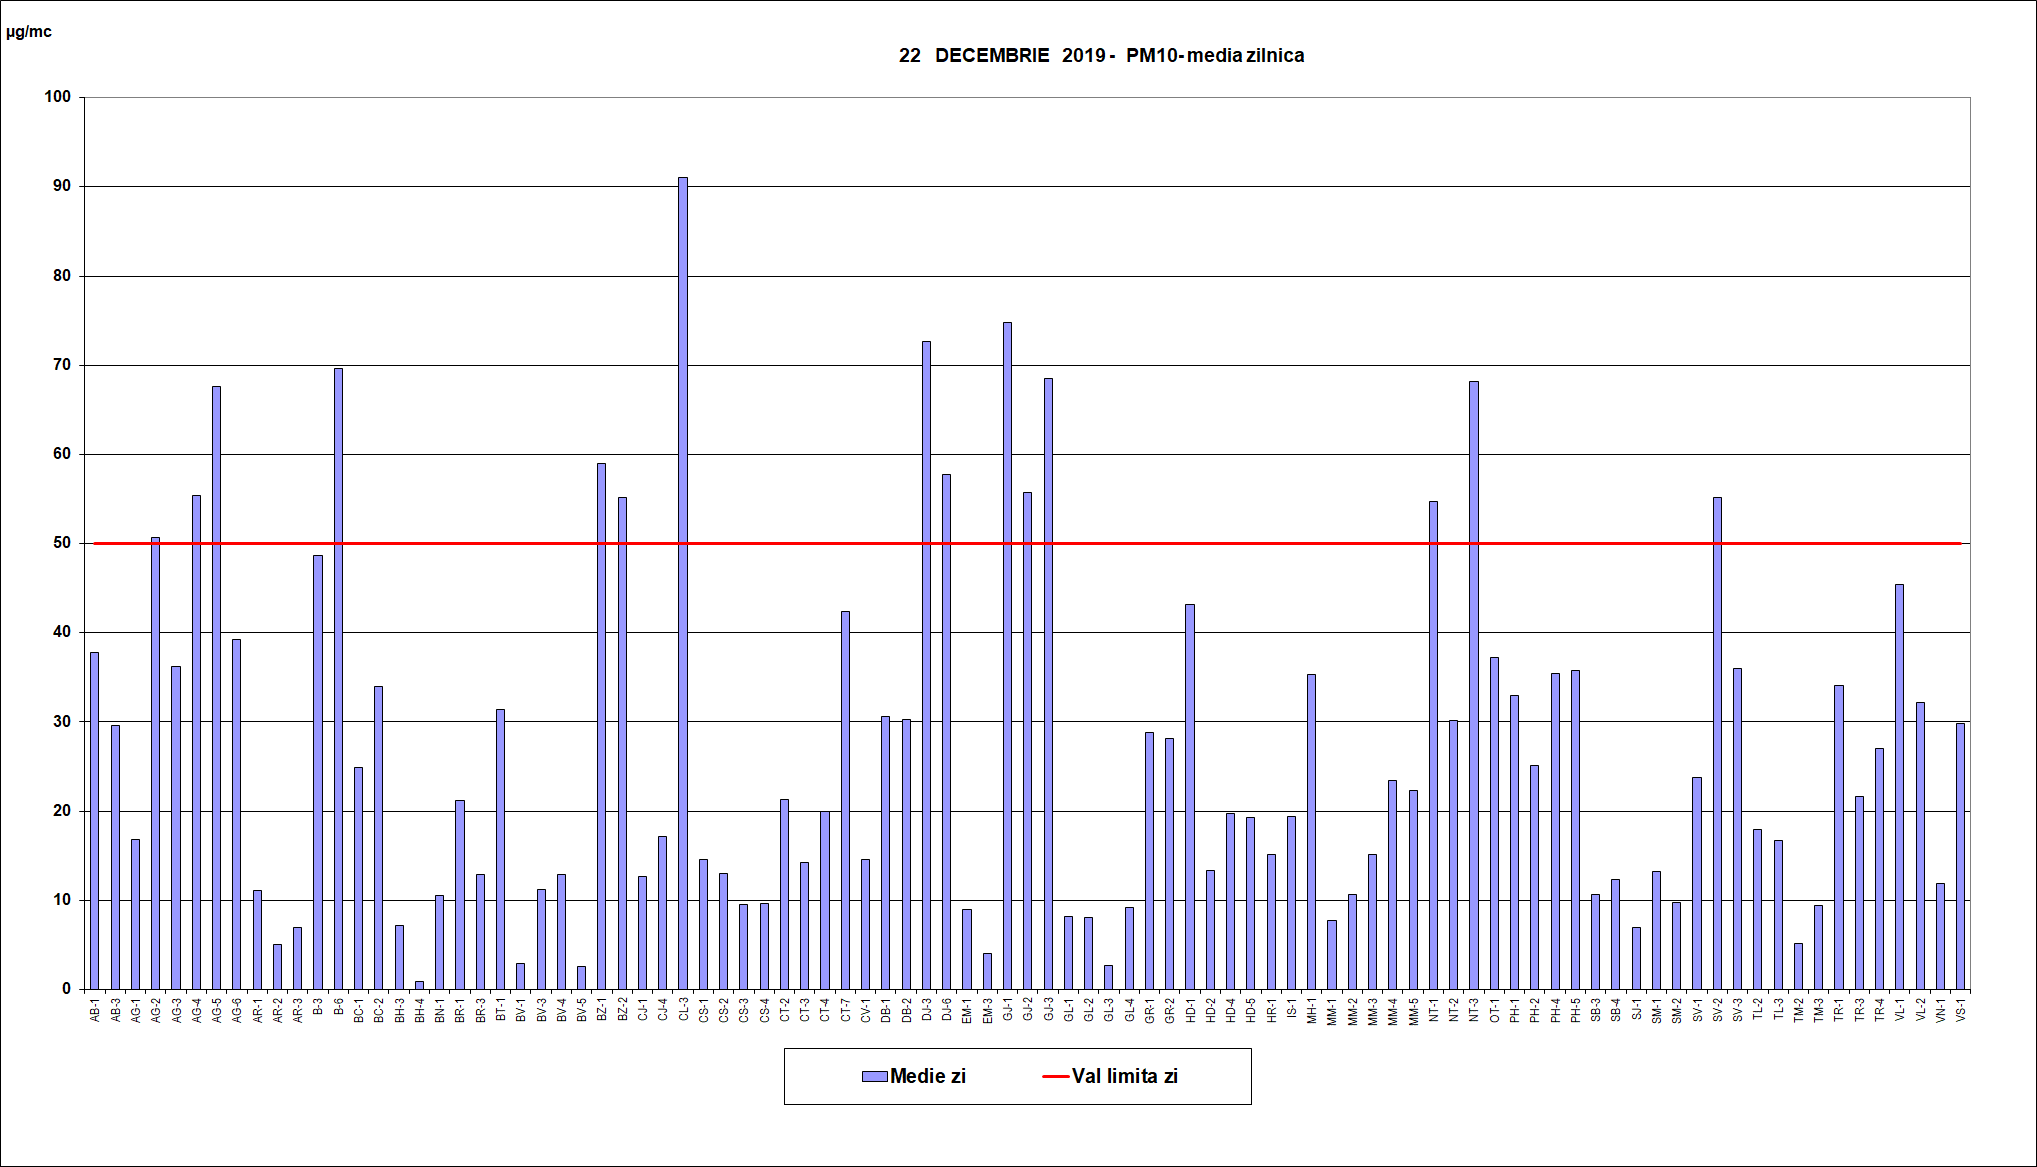 µg/mc
22 DECEMBRIE 2019 - PM10- media zilnica
100
90
80
70
60
50
40
30
20
10
0
AB-1 AB-3 AG-1 AG-2 AG-3 AG-4 AG-5 AG-6 AR-1 AR-2 AR-3 B-3 B-6 BC-1 BC-2 BH-3 BH-4 BN-1 BR-1 BR-3 BT-1 BV-1 BV-3 BV-4 BV-5 BZ-1 BZ-2 CJ-1 CJ-4 CL-3 CS-1 CS-2 CS-3 CS-4 CT-2 CT-3 CT-4 CT-7 CV-1 DB-1 DB-2 DJ-3 DJ-6 EM-1 EM-3 GJ-1 GJ-2 GJ-3 GL-1 GL-2 GL-3 GL-4 GR-1 GR-2 HD-1 HD-2 HD-4 HD-5 HR-1 IS-1 MH-1 MM-1 MM-2 MM-3 MM-4 MM-5 NT-1 NT-2 NT-3 OT-1 PH-1 PH-2 PH-4 PH-5 SB-3 SB-4 SJ-1 SM-1 SM-2 SV-1 SV-2 SV-3 TL-2 TL-3 TM-2 TM-3 TR-1 TR-3 TR-4 VL-1 VL-2 VN-1 VS-1
Medie zi Val limita zi